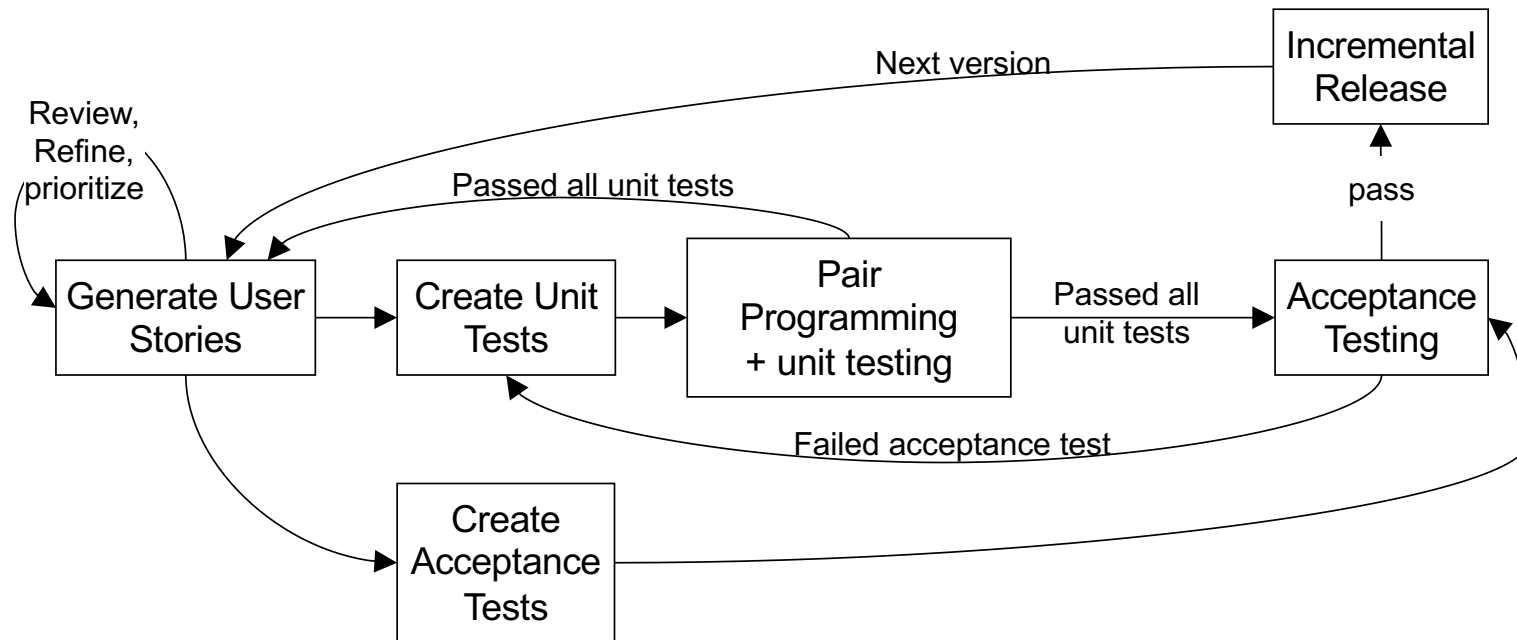 Incremental
Release
Next version
Review,
Refine,
prioritize
Passed all unit tests
pass
Generate User
Stories
Create Unit
Tests
Pair
Programming
+ unit testing
Passed all
unit tests
Acceptance
Testing
Failed acceptance test
Create
Acceptance
Tests